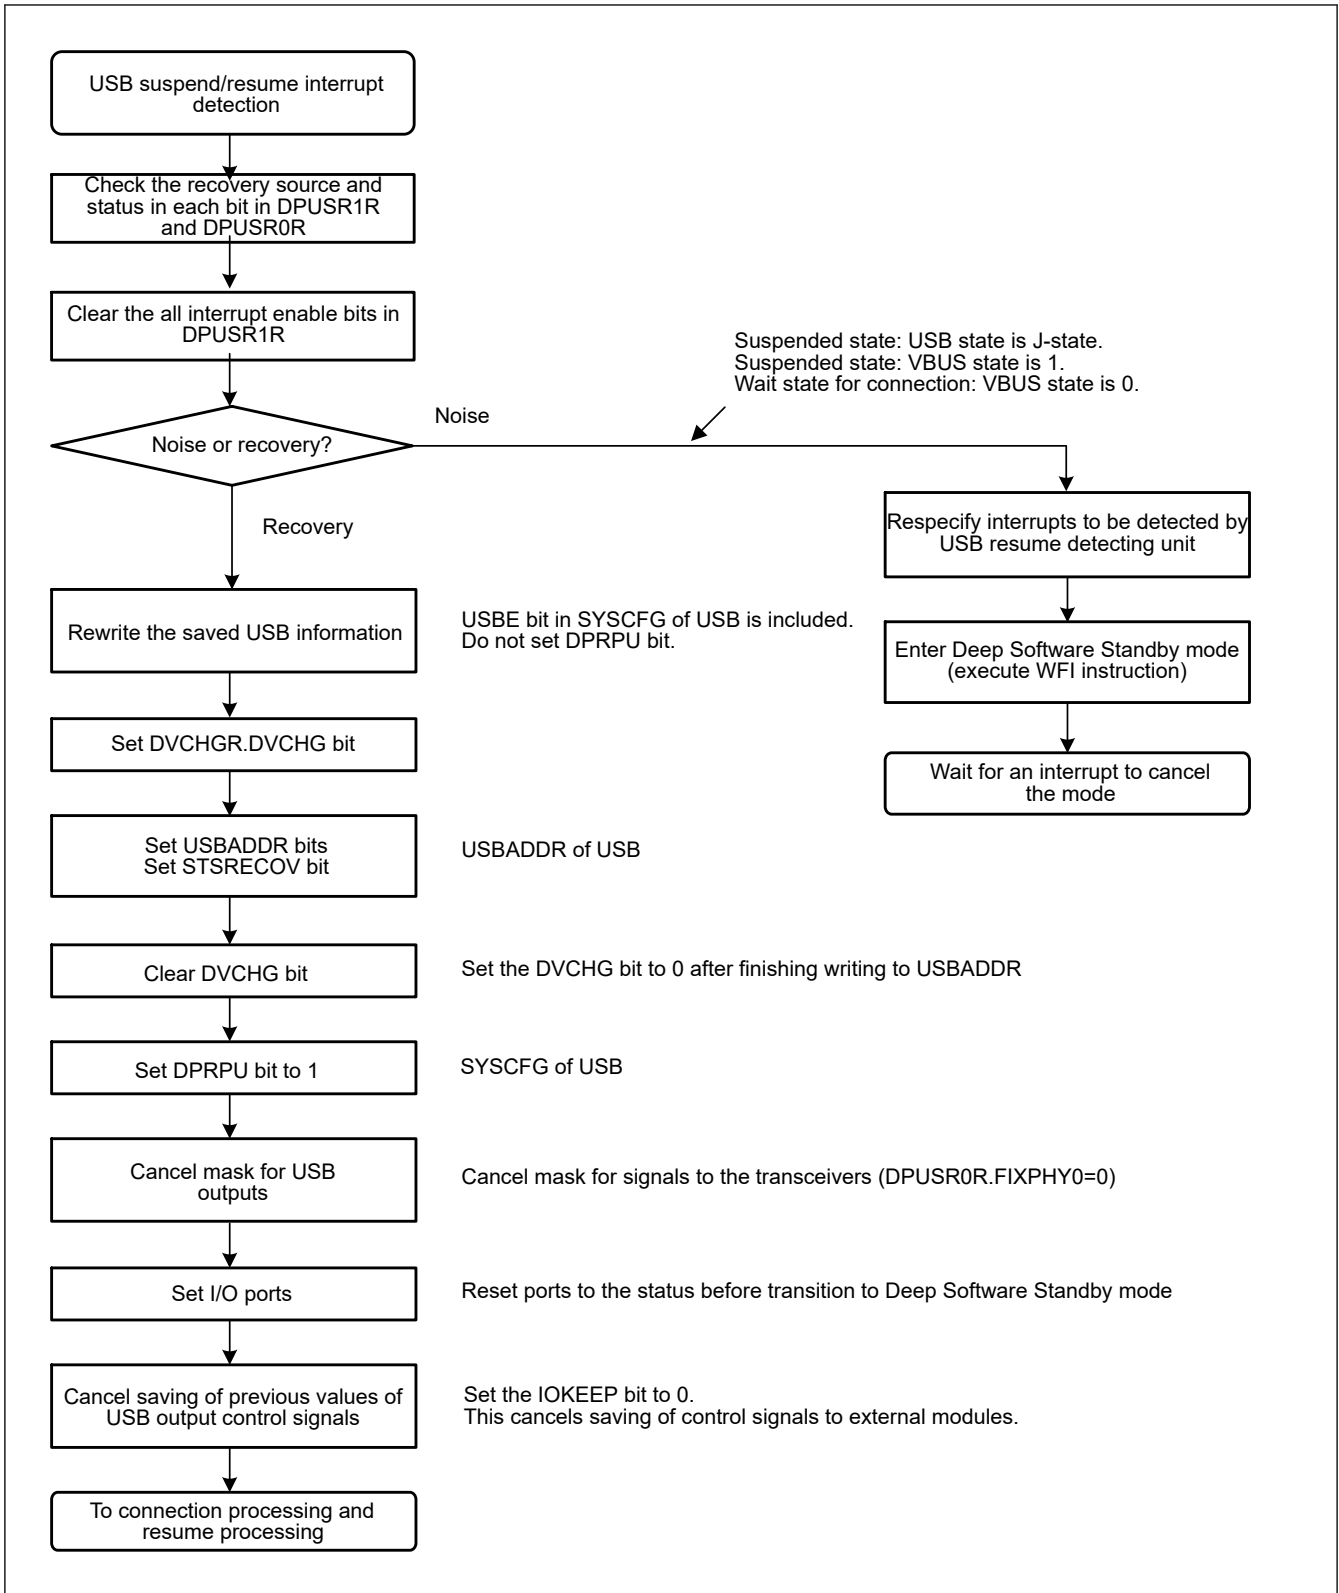 USB suspend/resume interrupt
detection
Check the recovery source and
status in each bit in DPUSR1R
and DPUSR0R
Clear the all interrupt enable bits in
DPUSR1R
Suspended state: USB state is J-state.
Suspended state: VBUS state is 1.
Wait state for connection: VBUS state is 0.
Noise
Noise or recovery?
Recovery
Respecify interrupts to be detected by
USB resume detecting unit
Enter Deep Software Standby mode
(execute WFI instruction)
Wait for an interrupt to cancel
the mode
Rewrite the saved USB information
USBE bit in SYSCFG of USB is included.
Do not set DPRPU bit.
Set DVCHGR.DVCHG bit
Set USBADDR bits
Set STSRECOV bit
USBADDR of USB
Clear DVCHG bit
Set the DVCHG bit to 0 after finishing writing to USBADDR
Set DPRPU bit to 1
SYSCFG of USB
Cancel mask for USB
outputs
Cancel mask for signals to the transceivers (DPUSR0R.FIXPHY0=0)
Set I/O ports
Reset ports to the status before transition to Deep Software Standby mode
Cancel saving of previous values of
USB output control signals
Set the IOKEEP bit to 0.
This cancels saving of control signals to external modules.
To connection processing and
resume processing